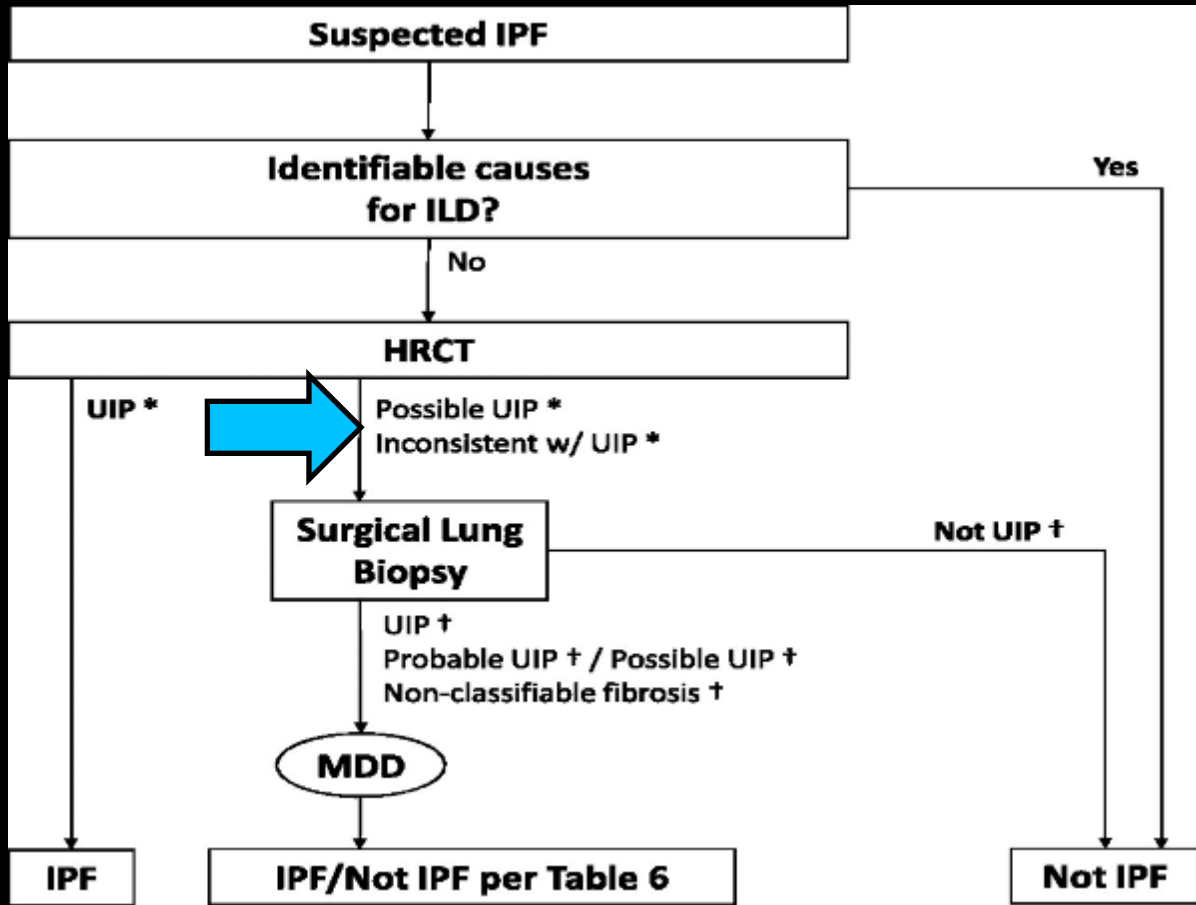 Suspected IPF
Identifiable causes
for ILD?
Yes
No
HRCT
UIP *
Possible UIP *
Inconsistent w/ UIP *
Surgical Lung
Biopsy
Not UIP †
UIP †
Probable UIP † / Possible UIP †
Non-classifiable fibrosis †
MDD
IPF
IPF/Not IPF per Table 6
Not IPF